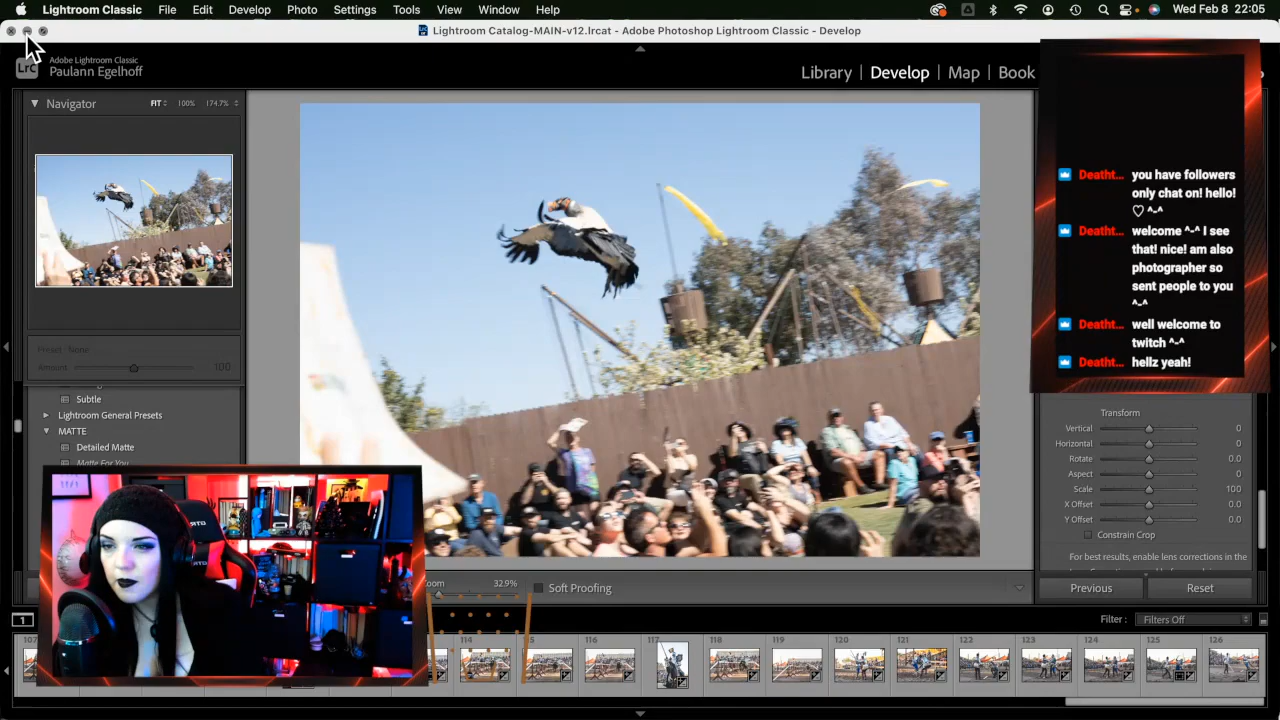 Lightroom Classic File Edit Develop Photo Settings Tools View Window Help Wed Feb 8 22:05
Lightroom Catalog-MAIN-v12.lrcat - Adobe Photoshop Lightroom Classic - Develop
LrC
Adobe Lightroom Classic
Paulann Egelhoff
Library | Develop | Map | Book
Navigator FIT 100% 174.7%
Preset: None
Amount 100
Subtle
Lightroom General Presets
MATTE
Detailed Matte
Matte For You
Deatht... you have followers
only chat on! hello!
♡ ^-^
Deatht... welcome ^-^ I see
that! nice! am also
photographer so
sent people to you
^-^
Deatht... well welcome to
twitch ^-^
Deatht... hellz yeah!
Transform
Vertical 0
Horizontal 0
Rotate 0.0
Aspect 0
Scale 100
X Offset 0.0
Y Offset 0.0
Constrain Crop
For best results, enable lens corrections in the
Previous Reset
Zoom 32.9% Soft Proofing
1 Filter : Filters Off
107 114 115 116 117 118 119 120 121 122 123 124 125 126